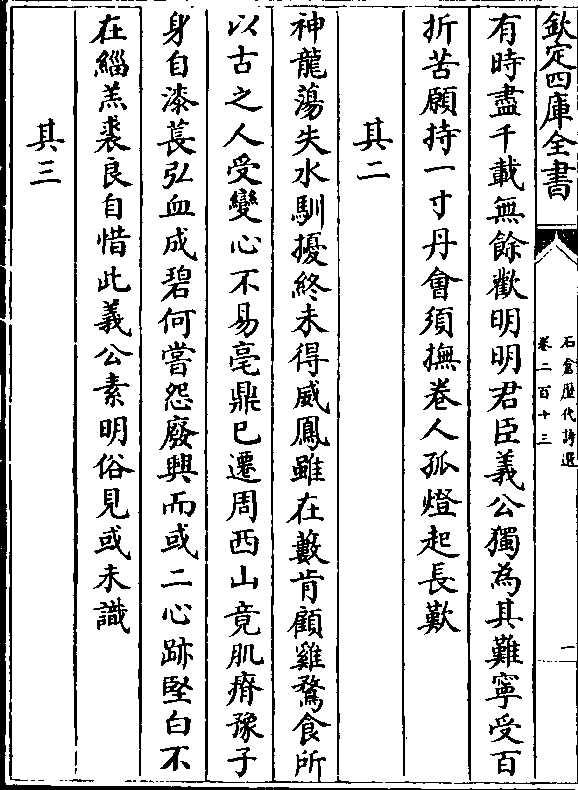 欽定四庫全書
石倉歷代詩選
卷二百十三
一
有時盡千載無餘歡明明君臣義公獨為其難寧受百
折苦願持一寸丹會須撫卷人孤燈起長歎
其二
神龍蕩失水馴擾終未得威鳳雖在藪肯顧雞鶩食所
以古之人受變心不易亳鼎已遷周西山竟肌瘠豫子
身自漆萇弘血成碧何嘗怨廢興而或二心跡堅白不
在緇羔裘良自惜此義公素明俗見或未識
其三